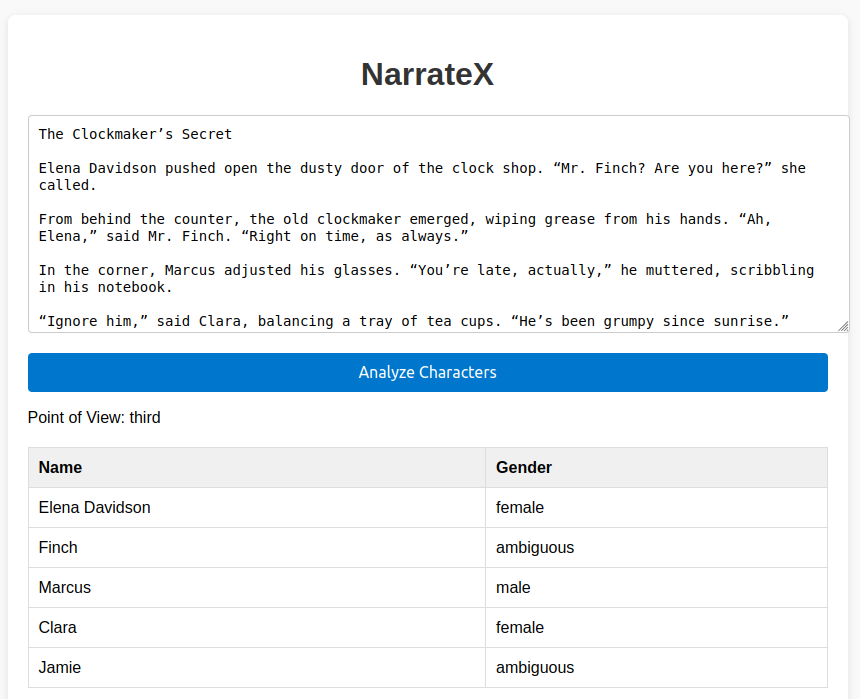 NarrateX
The Clockmaker’s Secret
Elena Davidson pushed open the dusty door of the clock shop. “Mr. Finch? Are you here?” she
called.
From behind the counter, the old clockmaker emerged, wiping grease from his hands. “Ah,
Elena,” said Mr. Finch. “Right on time, as always.”
In the corner, Marcus adjusted his glasses. “You’re late, actually,” he muttered, scribbling
in his notebook.
“Ignore him,” said Clara, balancing a tray of tea cups. “He’s been grumpy since sunrise.”
Analyze Characters
Point of View: third
Name Gender
Elena Davidson female
Finch ambiguous
Marcus male
Clara female
Jamie ambiguous